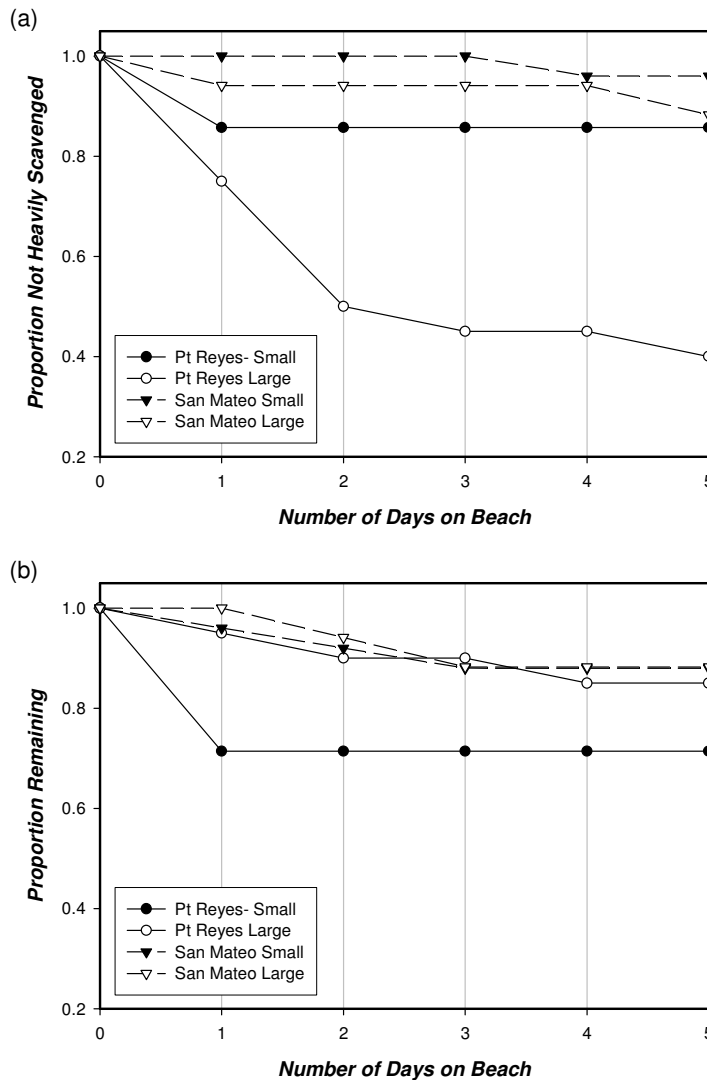 (a)
Proportion Not Heavily Scavenged
1.0
0.8
0.6
0.4
0.2
Pt Reyes- Small
Pt Reyes Large
San Mateo Small
San Mateo Large
0 1 2 3 4 5
Number of Days on Beach
(b)
Proportion Remaining
1.0
0.8
0.6
0.4
0.2
Pt Reyes- Small
Pt Reyes Large
San Mateo Small
San Mateo Large
0 1 2 3 4 5
Number of Days on Beach